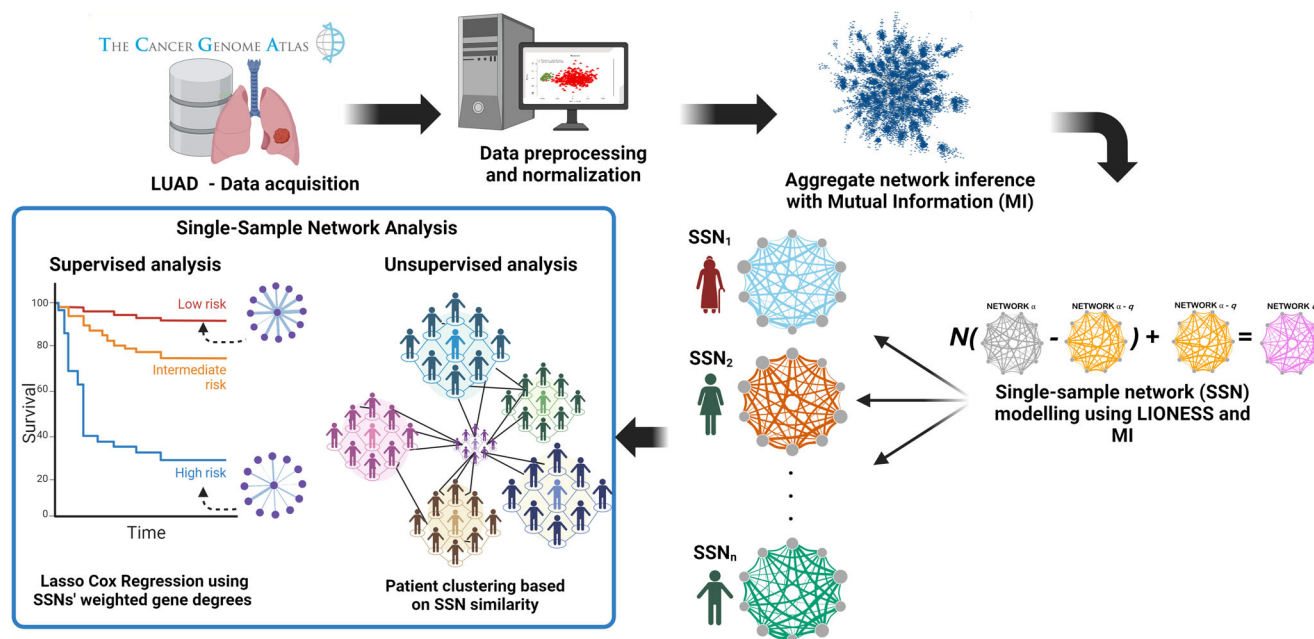 THE CANCER GENOME ATLAS
LUAD - Data acquisition
Data preprocessing
and normalization
Aggregate network inference
with Mutual Information (MI)
NETWORK α
NETWORK α - q
NETWORK α - q
N( - ) + =
Single-sample network (SSN)
modelling using LIONESS and
MI
SSN1
SSN2
SSNn
Single-Sample Network Analysis
Supervised analysis
Survival
100
80
60
40
20
0
Low risk
Intermediate
risk
High risk
Time
Lasso Cox Regression using
SSNs' weighted gene degrees
Unsupervised analysis
Patient clustering based
on SSN similarity